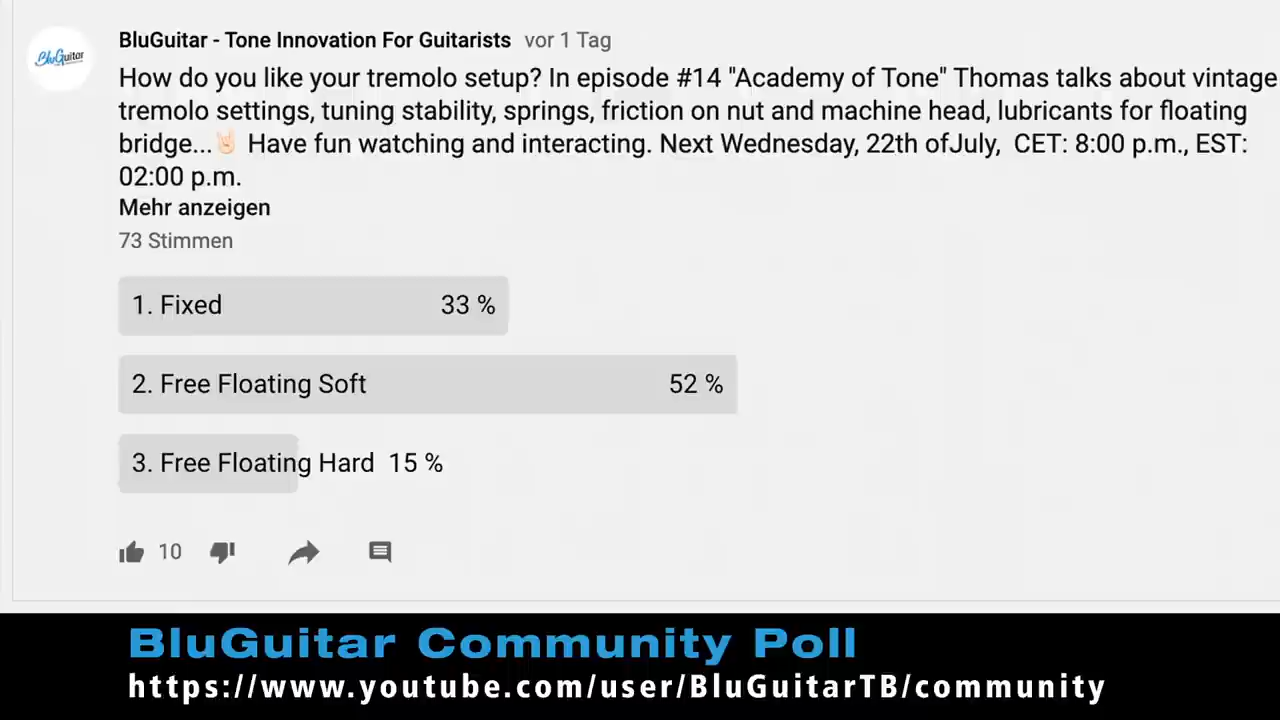 BluGuitar
BluGuitar - Tone Innovation For Guitarists vor 1 Tag
How do you like your tremolo setup? In episode #14 "Academy of Tone" Thomas talks about vintage
tremolo settings, tuning stability, springs, friction on nut and machine head, lubricants for floating
bridge...🤘🏻 Have fun watching and interacting. Next Wednesday, 22th ofJuly, CET: 8:00 p.m., EST:
02:00 p.m.
Mehr anzeigen
73 Stimmen
1. Fixed 33 %
2. Free Floating Soft 52 %
3. Free Floating Hard 15 %
10
BluGuitar Community Poll
https://www.youtube.com/user/BluGuitarTB/community